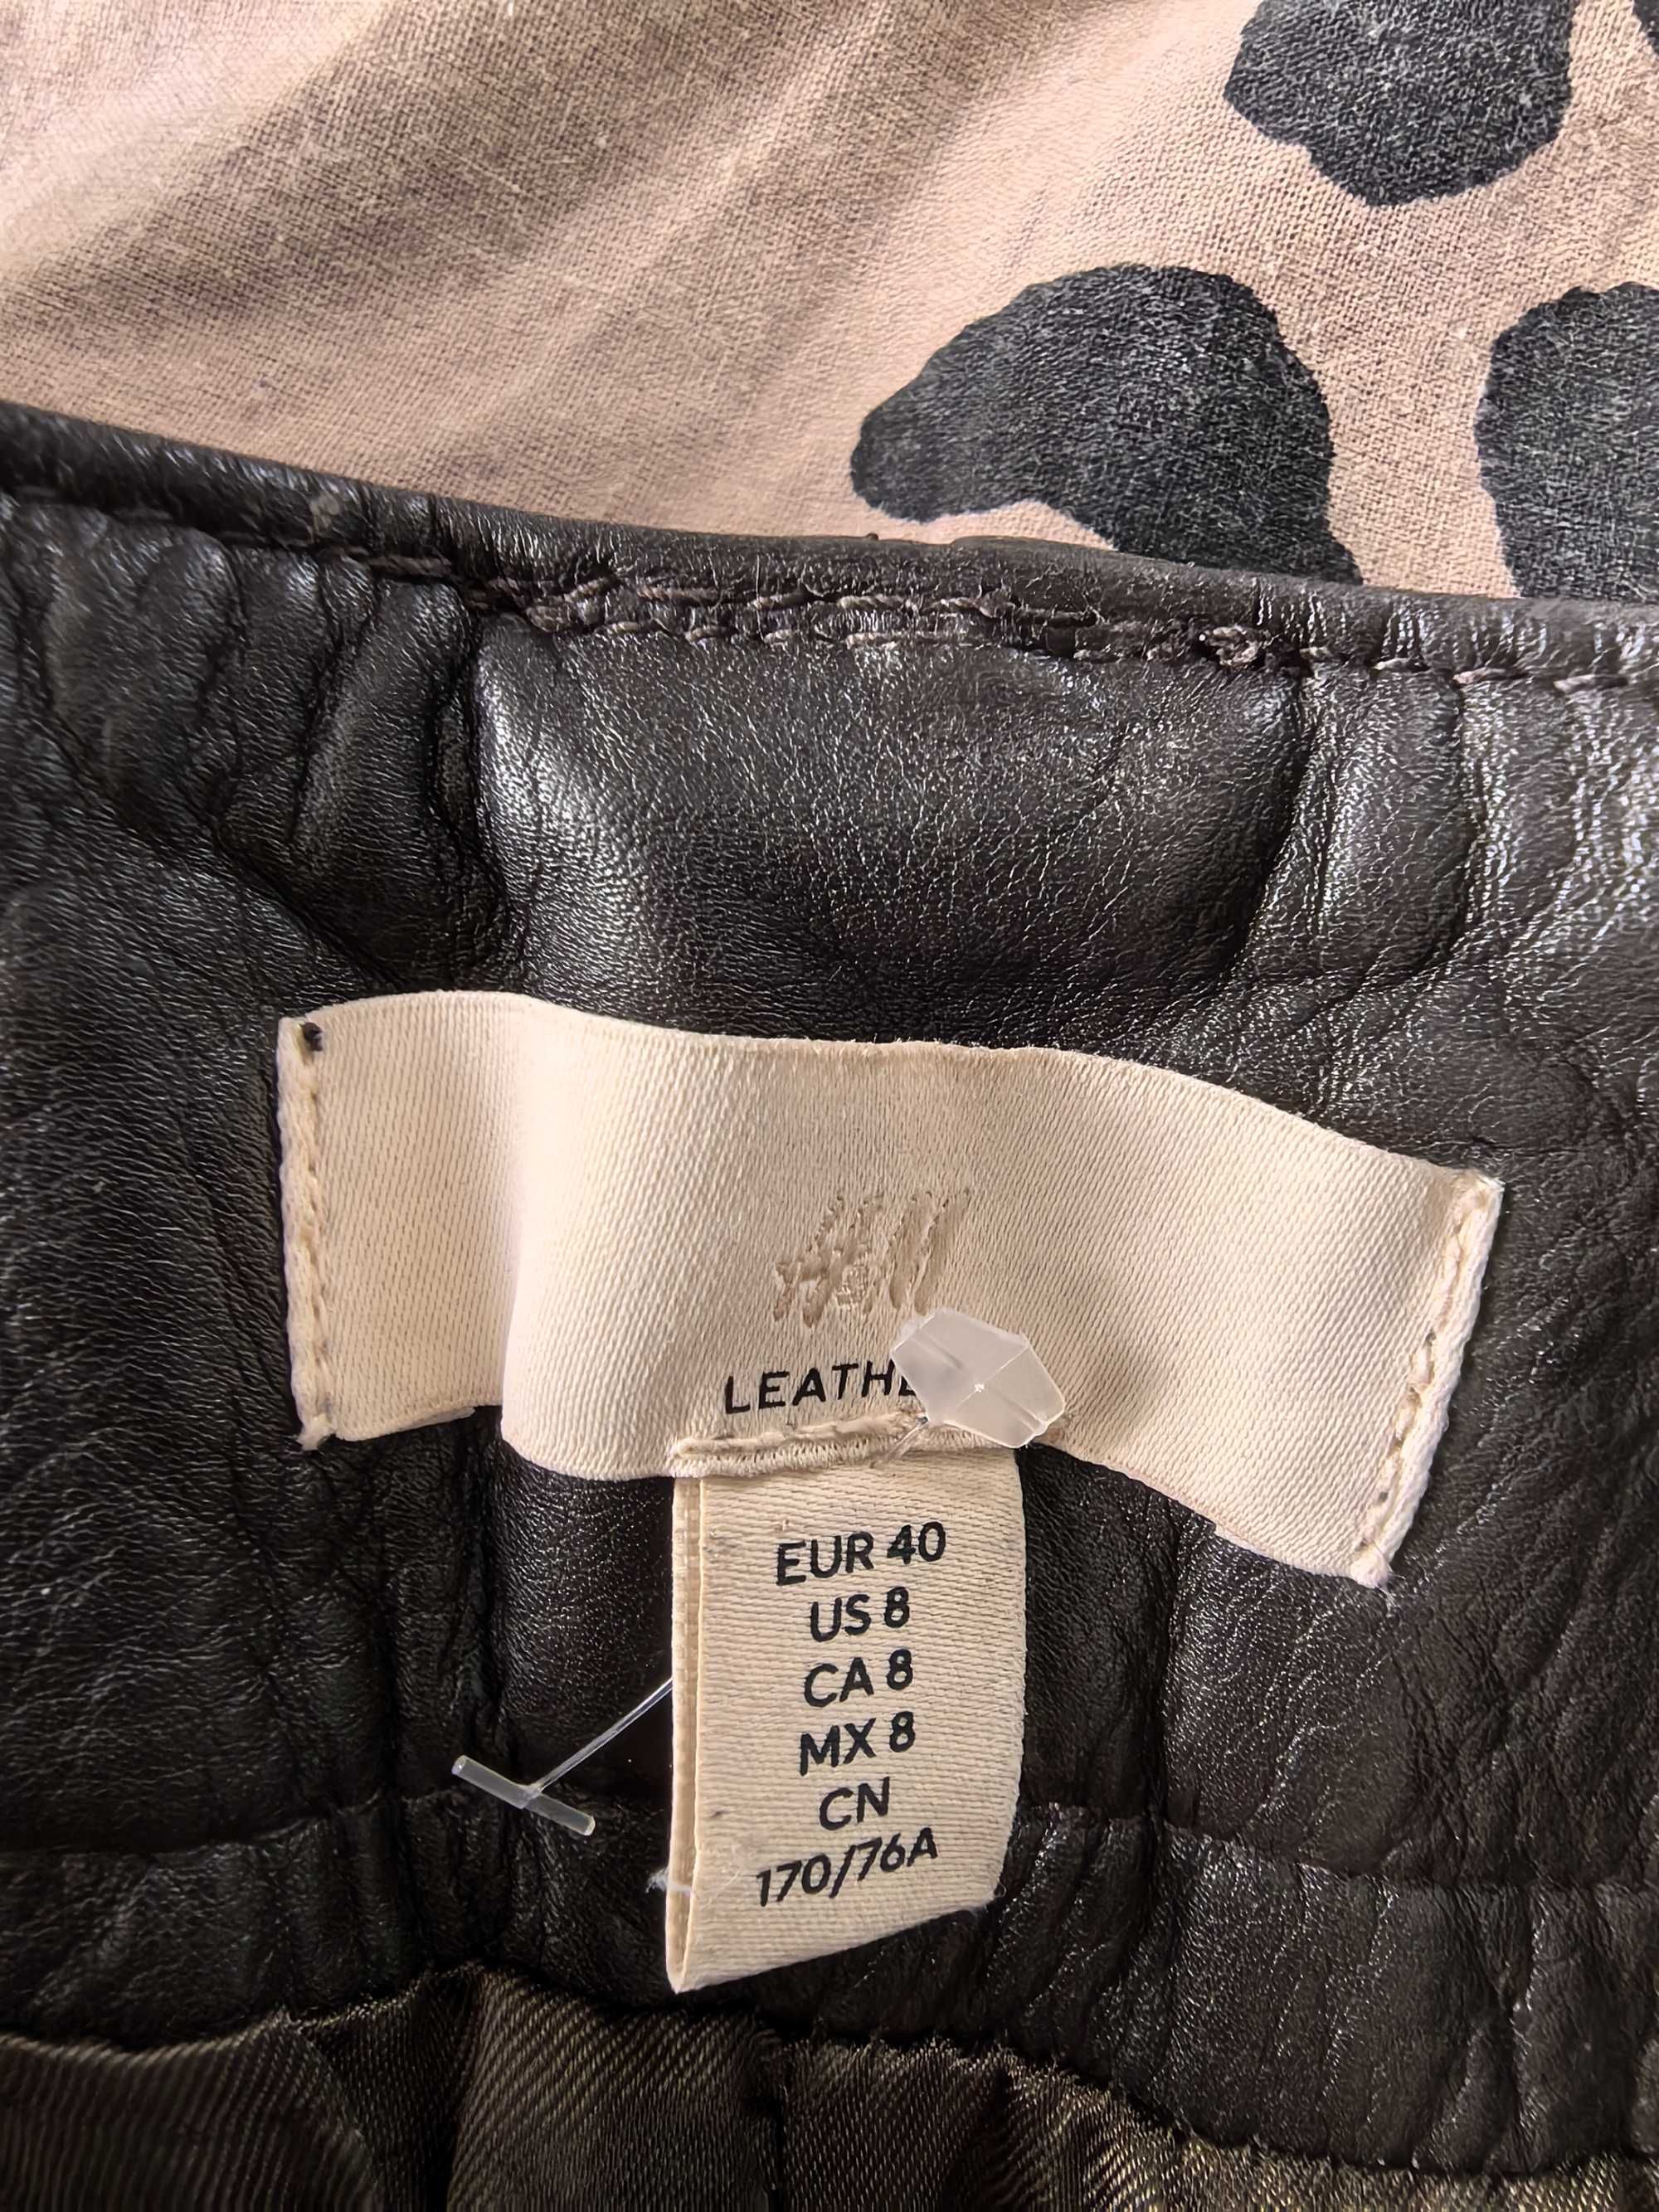 H&M
LEATHE
EUR 40
US 8
CA 8
MX 8
CN
170/76A